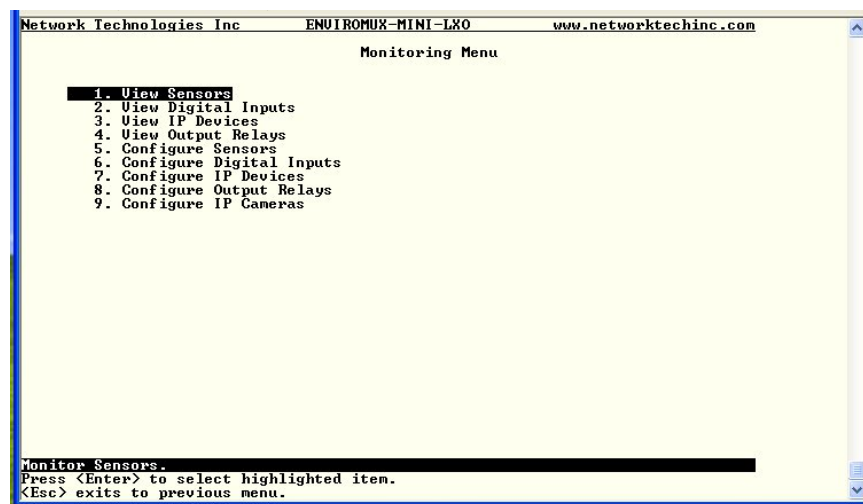 Network Technologies Inc ENVIROMUX-MINI-LXO www.networktechinc.com
Monitoring Menu
1. View Sensors
2. View Digital Inputs
3. View IP Devices
4. View Output Relays
5. Configure Sensors
6. Configure Digital Inputs
7. Configure IP Devices
8. Configure Output Relays
9. Configure IP Cameras
Monitor Sensors.
Press <Enter> to select highlighted item.
<Esc> exits to previous menu.